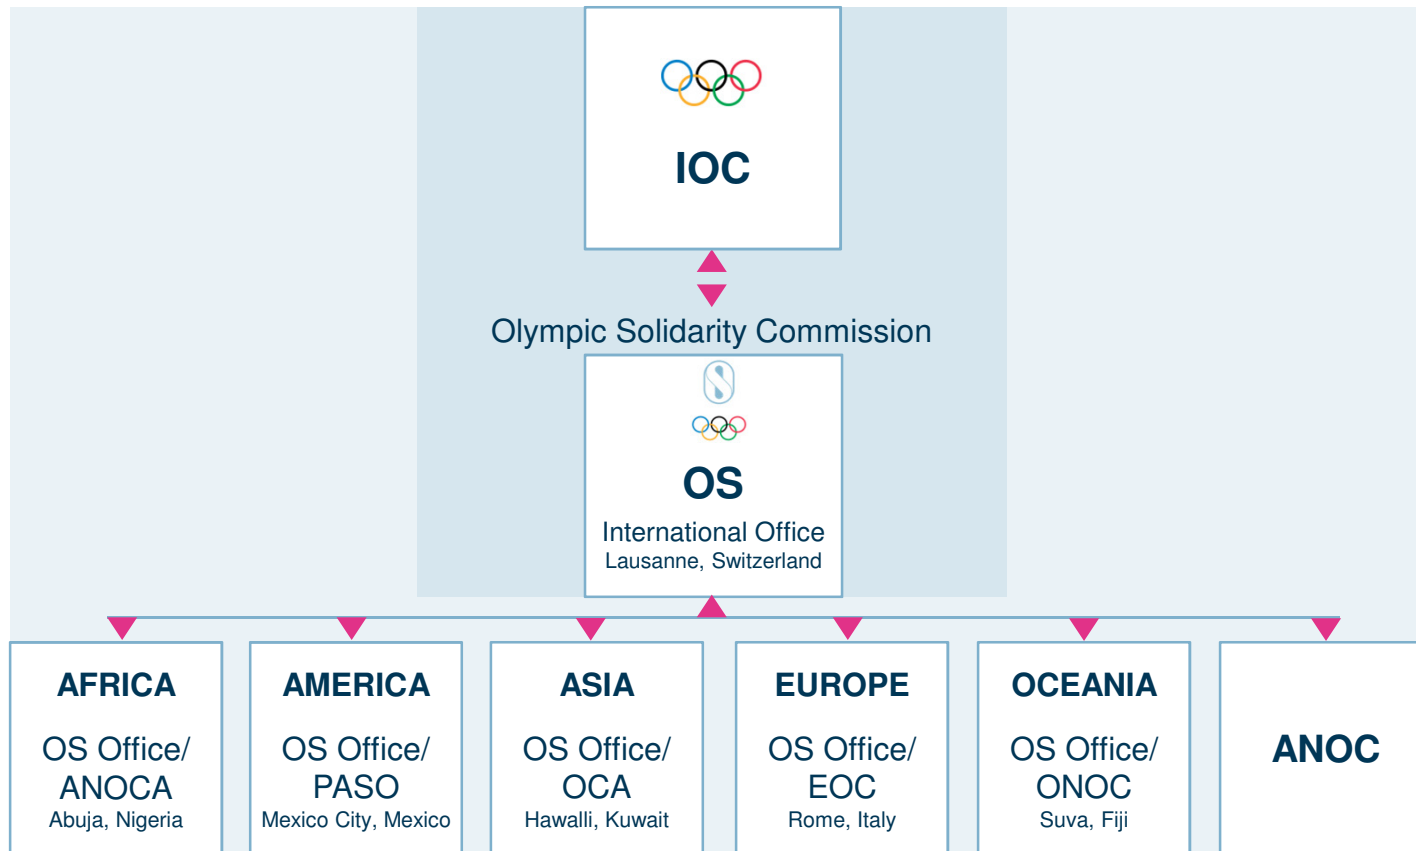 IOC
Olympic Solidarity Commission
OS
International Office
Lausanne, Switzerland
AFRICA
OS Office/
ANOCA
Abuja, Nigeria
AMERICA
OS Office/
PASO
Mexico City, Mexico
ASIA
OS Office/
OCA
Hawalli, Kuwait
EUROPE
OS Office/
EOC
Rome, Italy
OCEANIA
OS Office/
ONOC
Suva, Fiji
ANOC